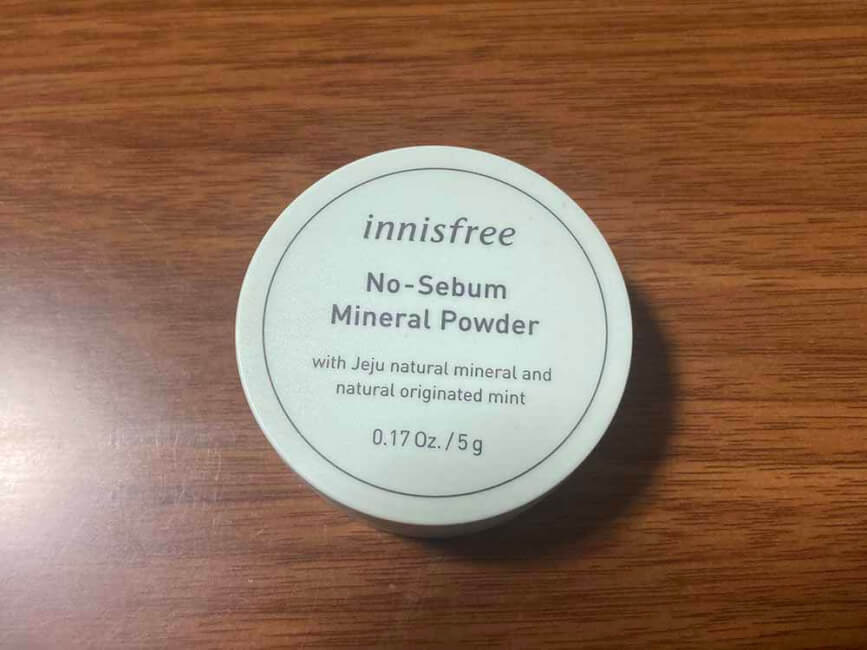 innisfree
No-Sebum
Mineral Powder
with Jeju natural mineral and
natural originated mint
0.17 Oz. / 5 g